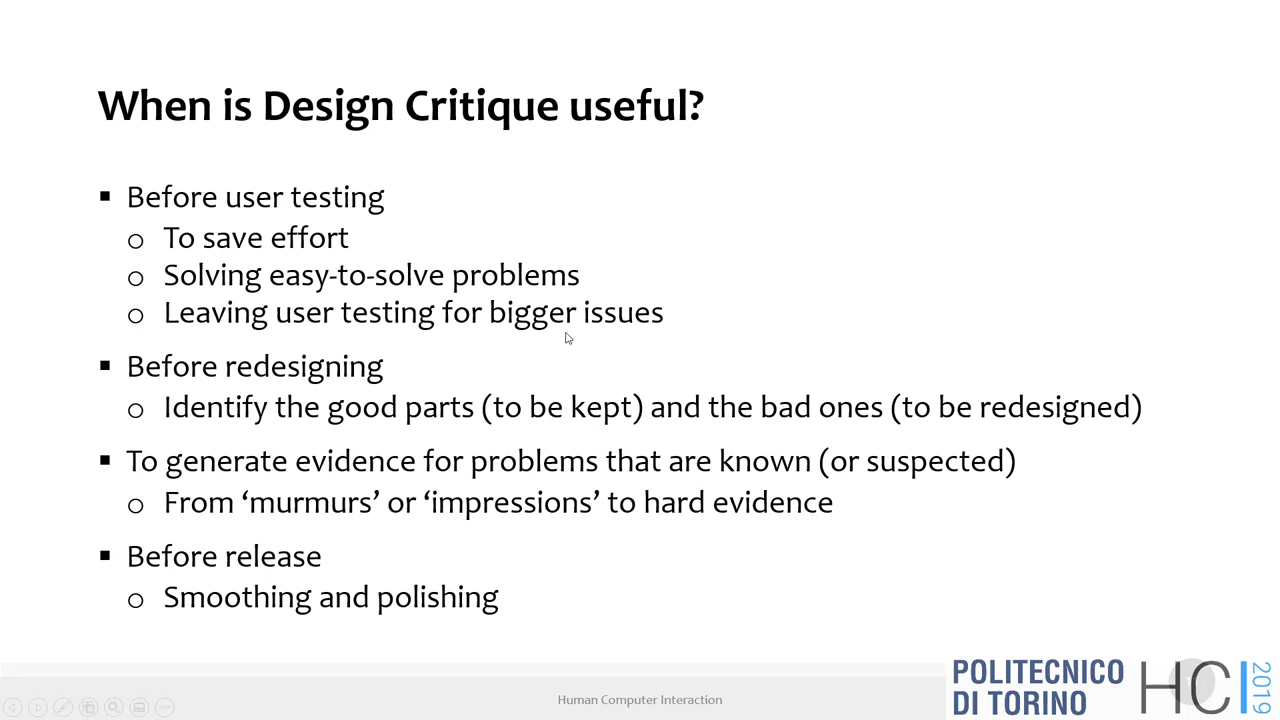 When is Design Critique useful?
▪ Before user testing
o To save effort
o Solving easy-to-solve problems
o Leaving user testing for bigger issues
▪ Before redesigning
o Identify the good parts (to be kept) and the bad ones (to be redesigned)
▪ To generate evidence for problems that are known (or suspected)
o From ‘murmurs’ or ‘impressions’ to hard evidence
▪ Before release
o Smoothing and polishing
Human Computer Interaction
POLITECNICO
DI TORINO
HCI
2019